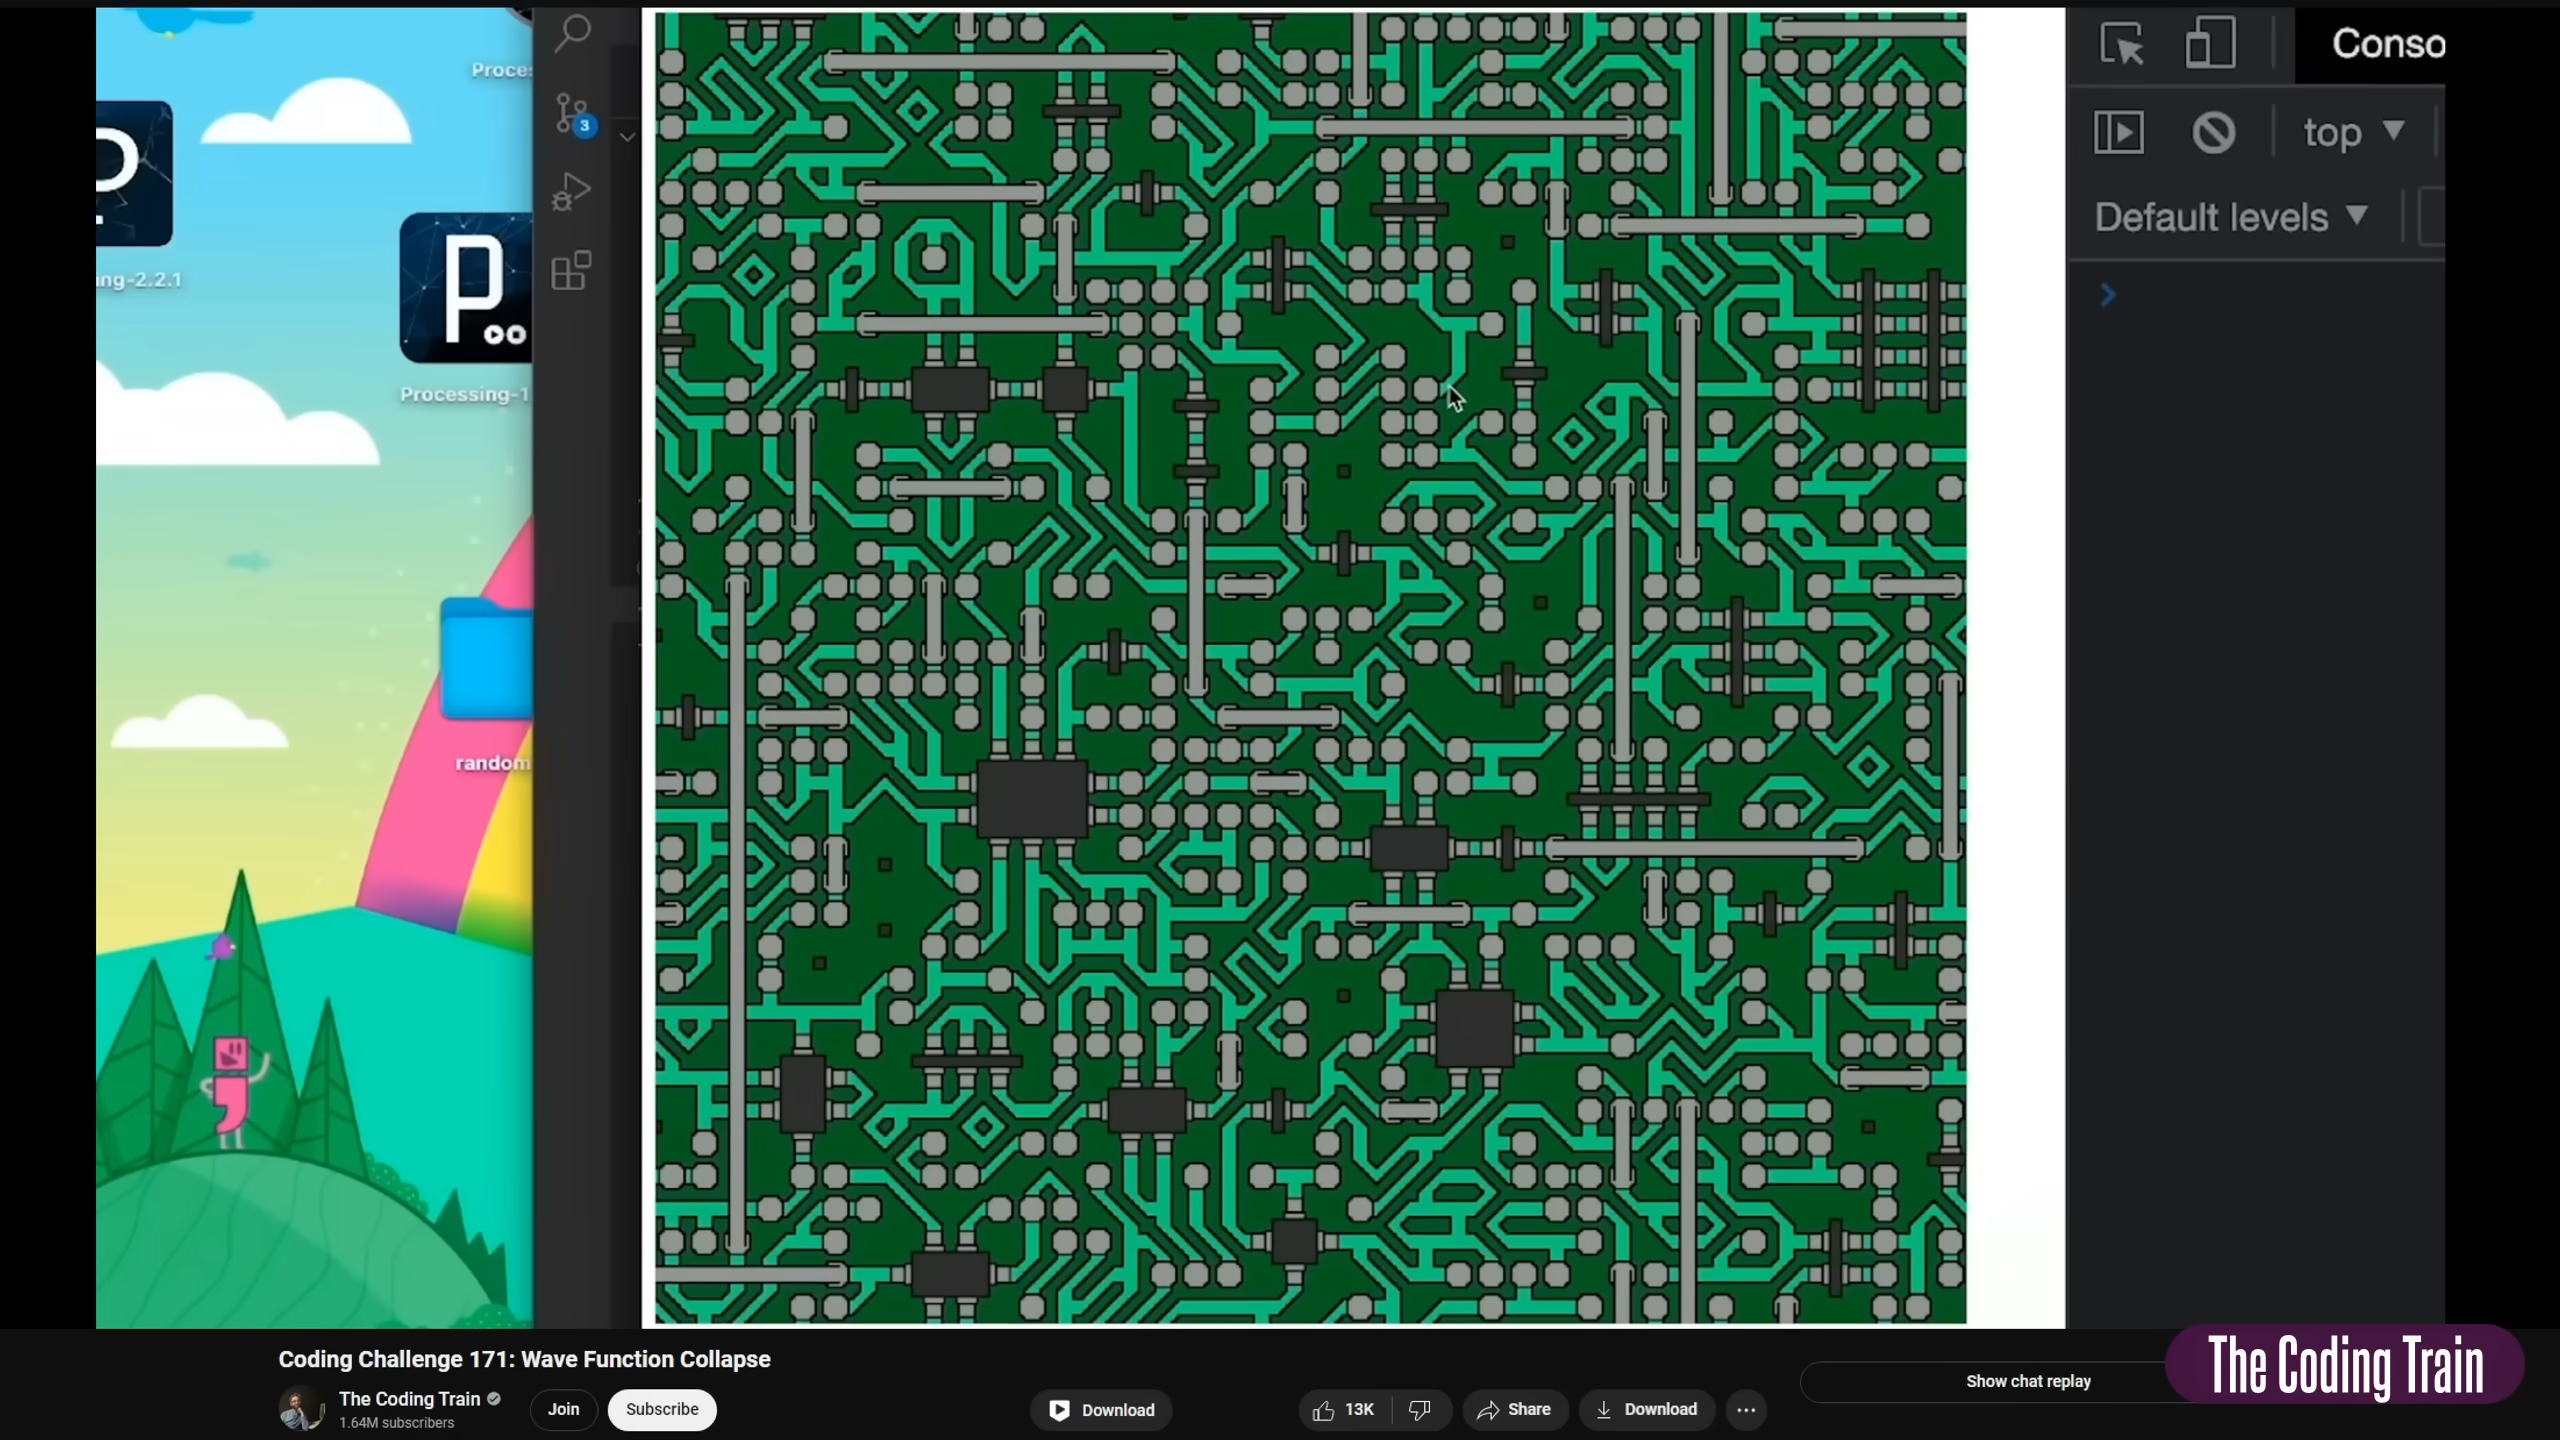 Proces
ng-2.2.1
Processing-1
random
3
Conso
top
Default levels
Coding Challenge 171: Wave Function Collapse
The Coding Train
1.64M subscribers
Join
Subscribe
Download
13K
Share
Download
Show chat replay
The Coding Train